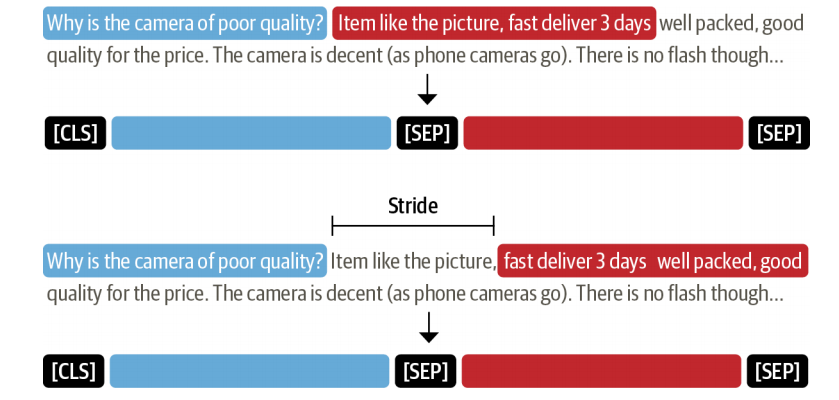 Why is the camera of poor quality? Item like the picture, fast deliver 3 days well packed, good
quality for the price. The camera is decent (as phone cameras go). There is no flash though...
[CLS] [SEP] [SEP]
Stride
Why is the camera of poor quality? Item like the picture, fast deliver 3 days well packed, good
quality for the price. The camera is decent (as phone cameras go). There is no flash though...
[CLS] [SEP] [SEP]